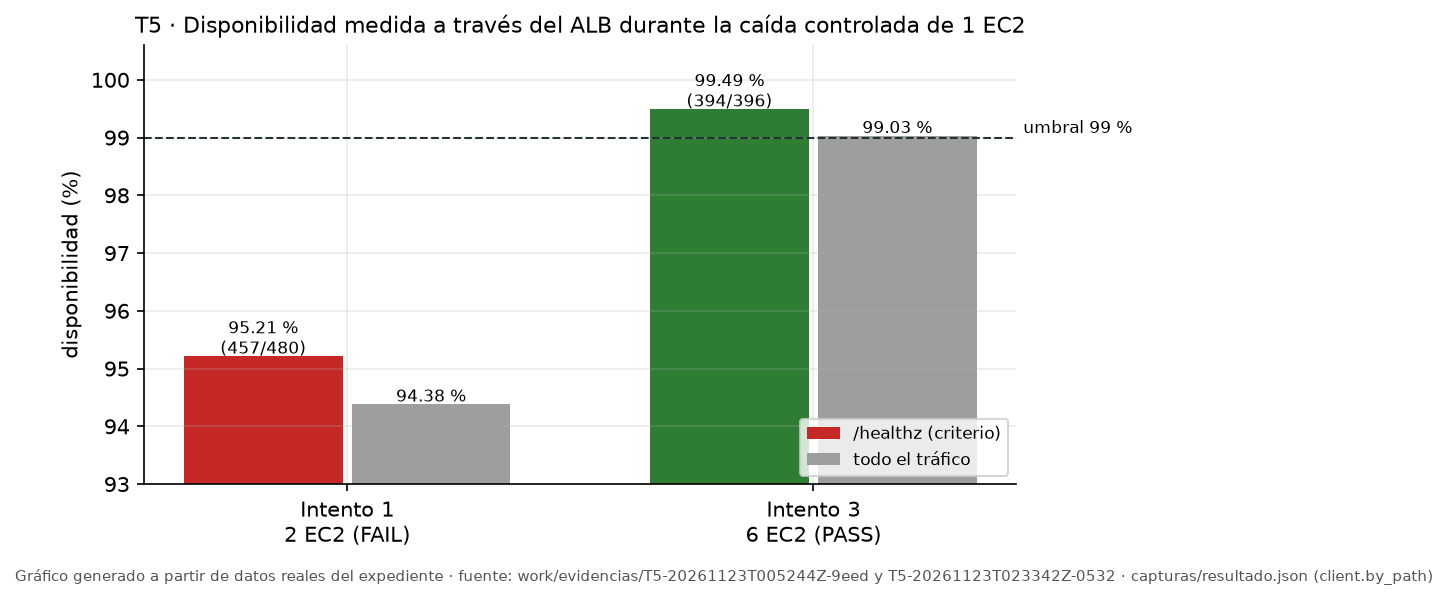 T5 · Disponibilidad medida a través del ALB durante la caída controlada de 1 EC2
disponibilidad (%)
100
99
98
97
96
95
94
93
95.21 %
(457/480)
94.38 %
99.49 %
(394/396)
99.03 %
umbral 99 %
/healthz (criterio)
todo el tráfico
Intento 1
2 EC2 (FAIL)
Intento 3
6 EC2 (PASS)
Gráfico generado a partir de datos reales del expediente · fuente: work/evidencias/T5-20261123T005244Z-9eed y T5-20261123T023342Z-0532 · capturas/resultado.json (client.by_path)